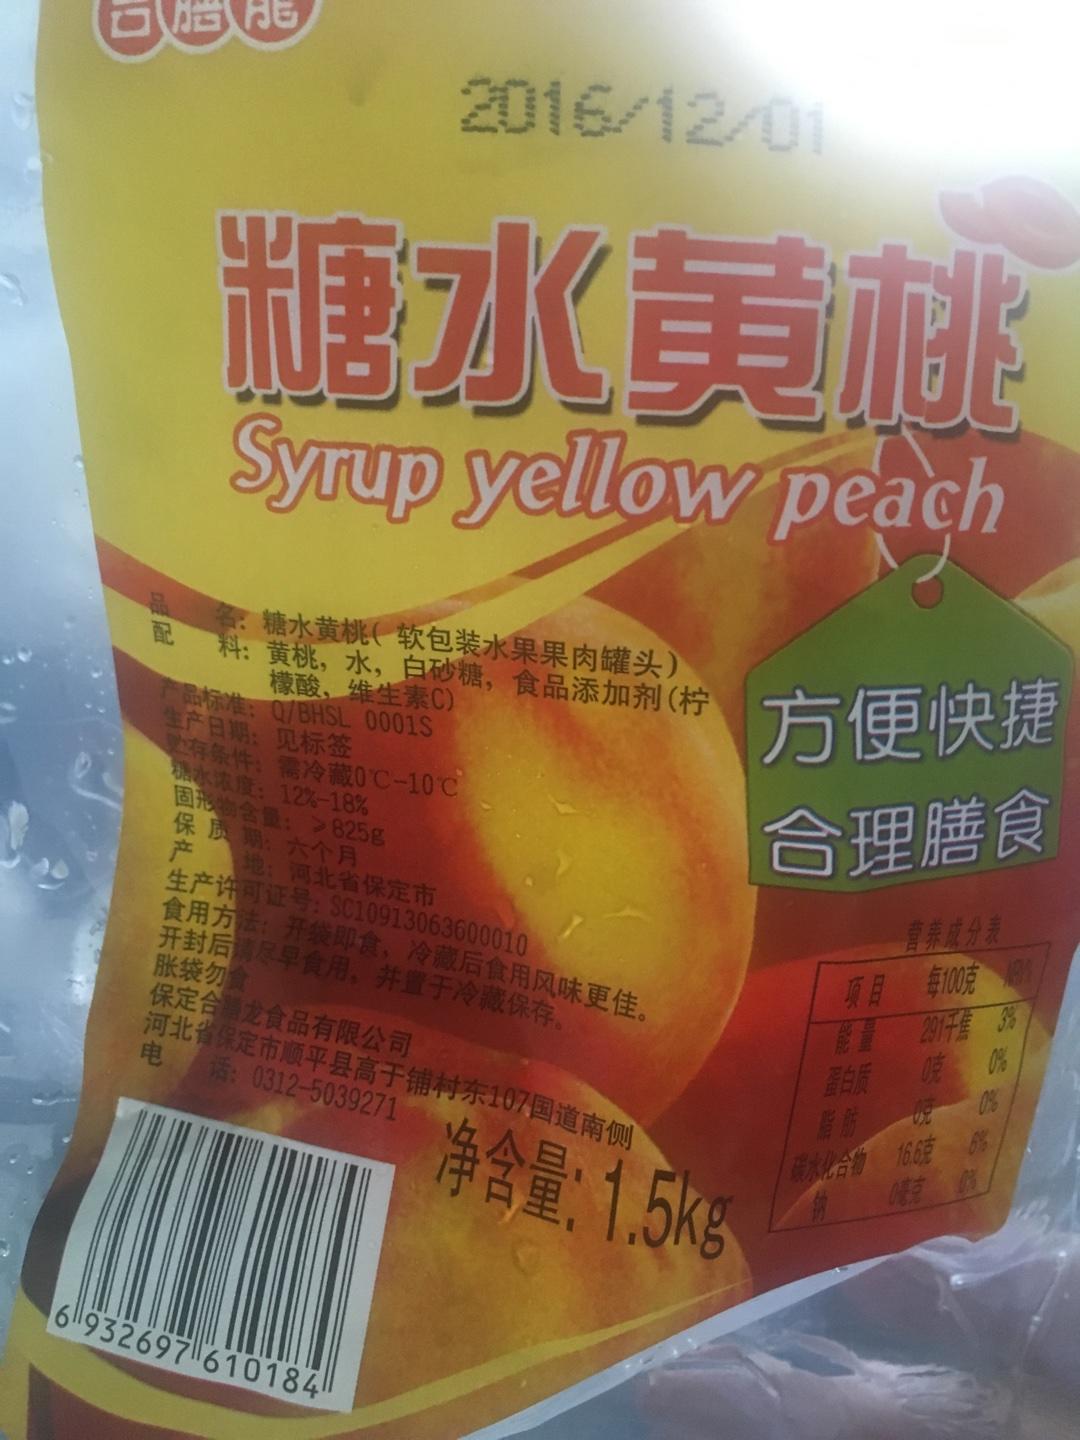 合膳龍
2016/12/01
糖水黄桃
Syrup yellow peach
方便快捷
合理膳食
品 名: 糖水黄桃(软包装水果果肉罐头)
配 料: 黄桃, 水, 白砂糖, 食品添加剂(柠
檬酸, 维生素C)
产品标准: Q/BHSL 0001S
生产日期: 见标签
贮存条件: 需冷藏0℃-10℃
糖水浓度: 12%-18%
固形物含量: ≥825g
保 质 期: 六个月
产 地: 河北省保定市
生产许可证号: SC10913063600010
食用方法: 开袋即食, 冷藏后食用风味更佳。
开封后请尽早食用, 并置于冷藏保存。
胀袋勿食
保定合膳龙食品有限公司
河北省保定市顺平县高于铺村东107国道南侧
电 话: 0312-5039271
净含量: 1.5kg
营养成分表
项目 每100克 NRV%
能量 291千焦 3%
蛋白质 0克 0%
脂肪 0克 0%
碳水化合物 16.6克 6%
钠 0毫克 0%
6 932697 610184